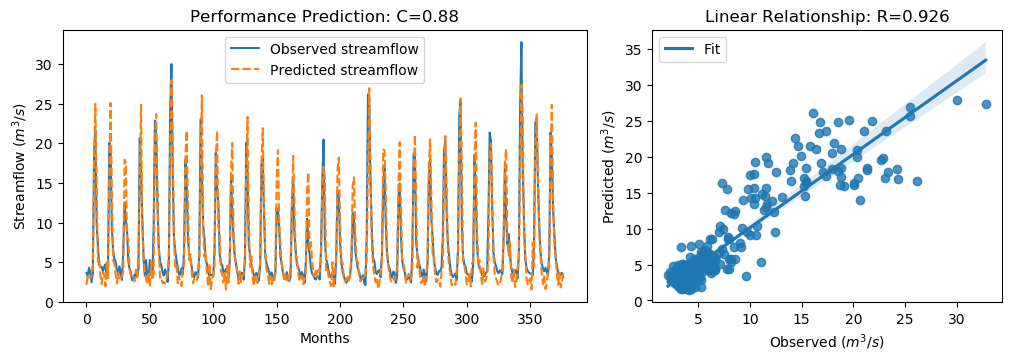 Performance Prediction: C=0.88
Observed streamflow
Predicted streamflow
Streamflow (m³/s)
30
25
20
15
10
5
0
0 50 100 150 200 250 300 350
Months
Linear Relationship: R=0.926
Fit
Predicted (m³/s)
35
30
25
20
15
10
5
0
5 10 15 20 25 30
Observed (m³/s)